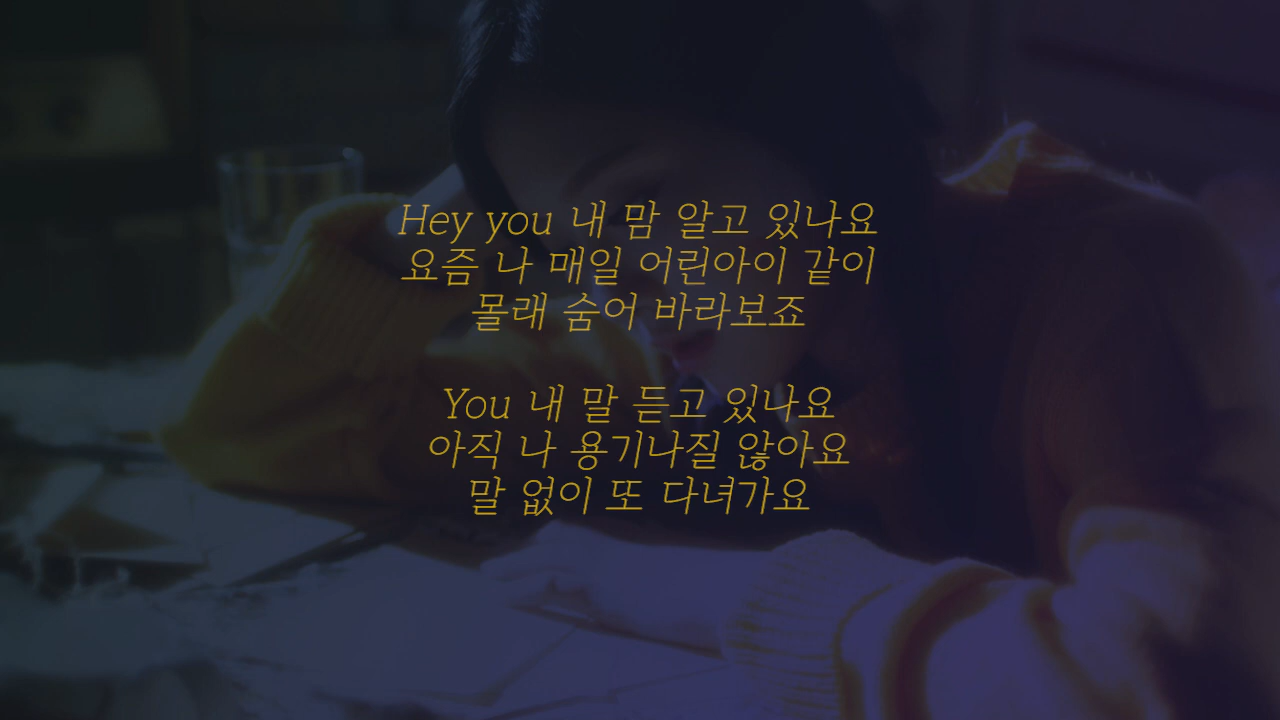 Hey you 내 맘 알고 있나요
요즘 나 매일 어린아이 같이
몰래 숨어 바라보죠
You 내 말 듣고 있나요
아직 나 용기나질 않아요
말 없이 또 다녀가요